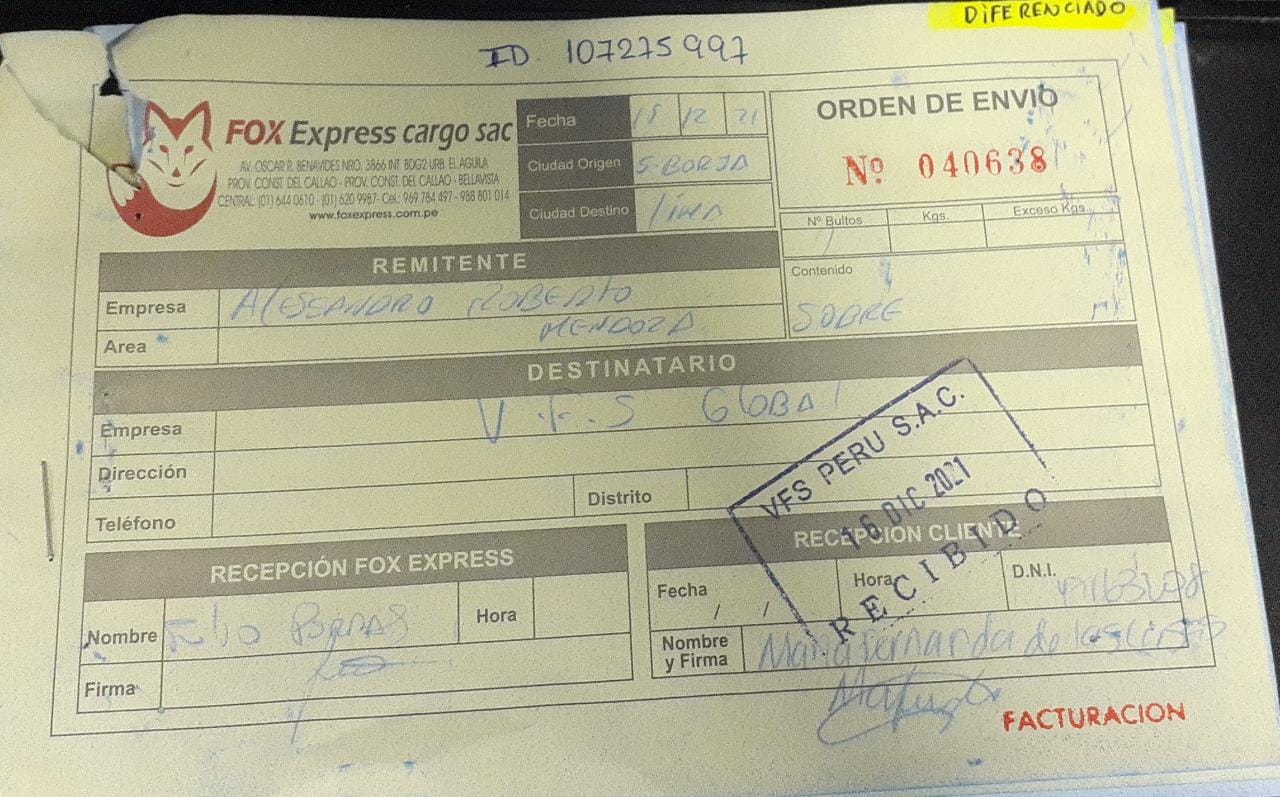 DIFERENCIADO
ID. 107275997
FOX Express cargo sac
AV. OSCAR R. BENAVIDES NRO. 3866 INT. BDG2 URB. EL AGUILA
PROV. CONST. DEL CALLAO - PROV. CONST. DEL CALLAO - BELLAVISTA
CENTRAL: (01) 644 0610 - (01) 620 9987 - Cel.: 969 784 497 - 988 801 014
www.foxexpress.com.pe
Fecha 12 21
Ciudad Origen S. BORJA
Ciudad Destino lima
ORDEN DE ENVIO
Nº 040638
Nº Bultos Kgs. Exceso Kgs.
1
Contenido
SOBRE
REMITENTE
Empresa Alessandro Roberto
Area MENDOZA
DESTINATARIO
Empresa V.F.S Global
Dirección
Teléfono Distrito
VFS PERU S.A.C.
16 DIC 2021
RECIBIDO
RECEPCIÓN FOX EXPRESS
Nombre Hora
Firma
RECEPCIÓN CLIENTE
Fecha / / Hora D.N.I.
Nombre y Firma Maria Fernanda de las
FACTURACION